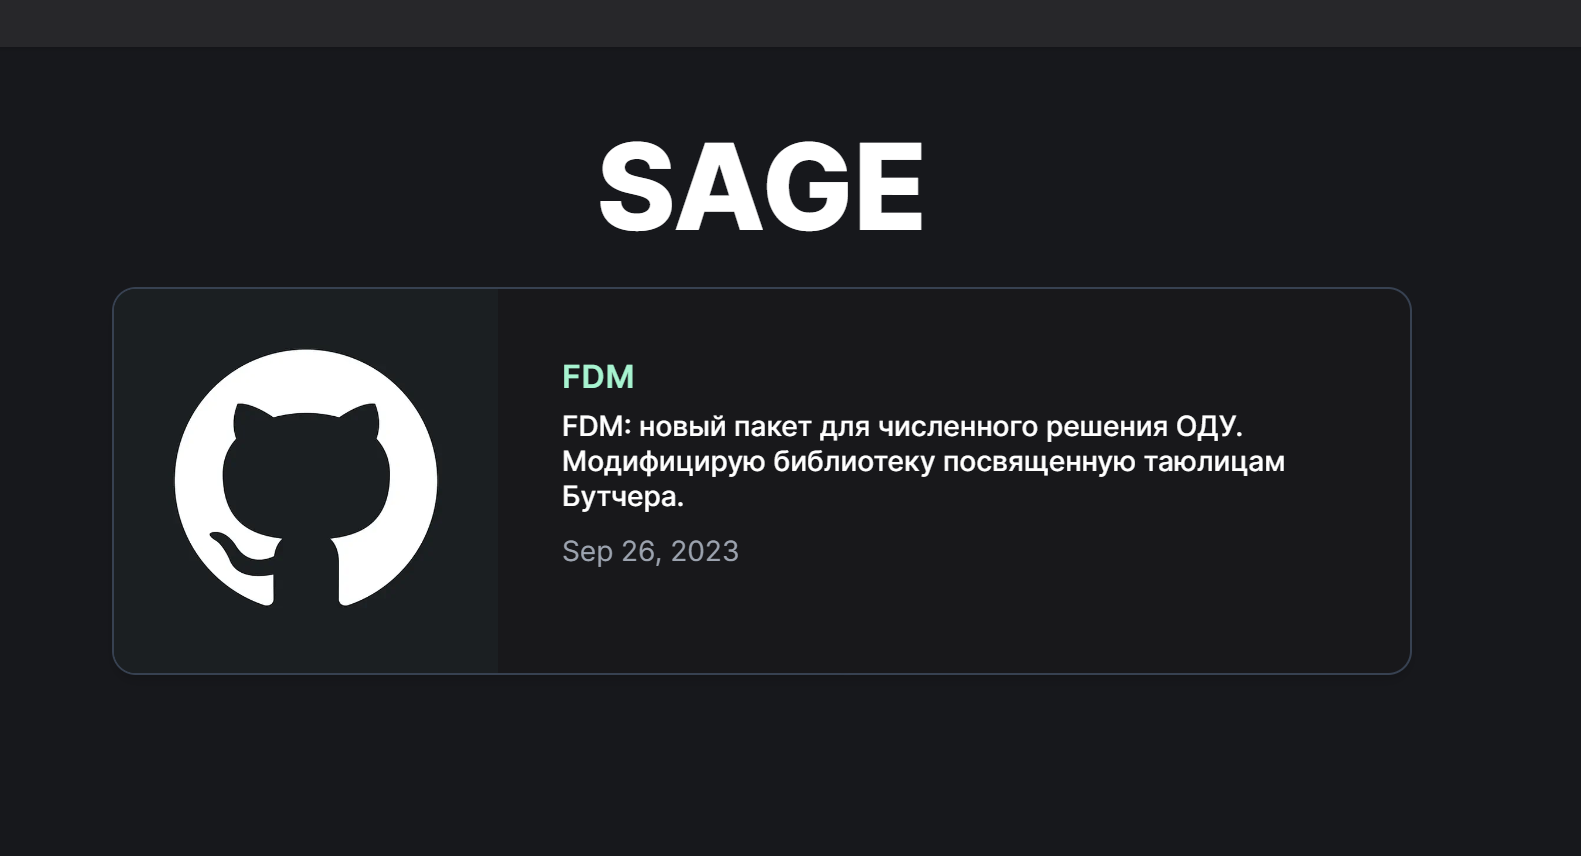 SAGE
FDM
FDM: новый пакет для численного решения ОДУ.
Модифицирую библиотеку посвященную таюлицам
Бутчера.
Sep 26, 2023